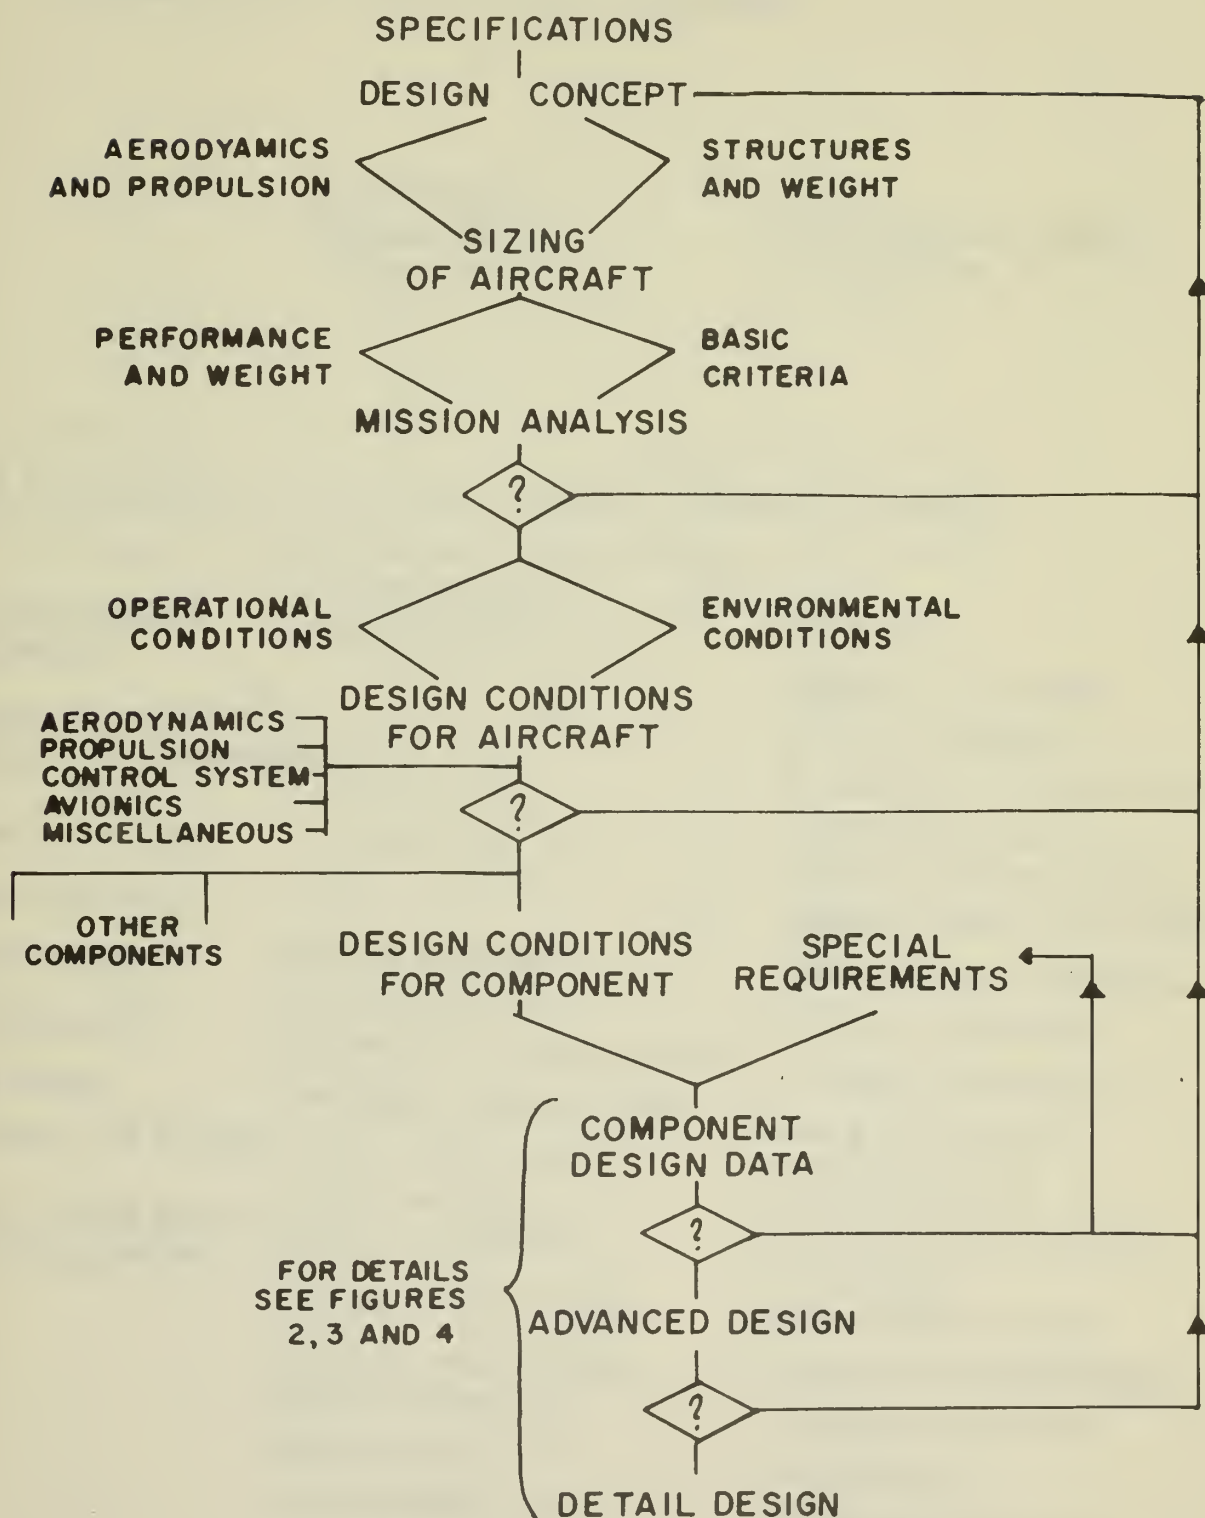 SPECIFICATIONS
DESIGN CONCEPT
AERODYAMICS
AND PROPULSION
STRUCTURES
AND WEIGHT
SIZING
OF AIRCRAFT
PERFORMANCE
AND WEIGHT
BASIC
CRITERIA
MISSION ANALYSIS
?
OPERATIONAL
CONDITIONS
ENVIRONMENTAL
CONDITIONS
DESIGN CONDITIONS
FOR AIRCRAFT
AERODYNAMICS
PROPULSION
CONTROL SYSTEM
AVIONICS
MISCELLANEOUS
?
OTHER
COMPONENTS
DESIGN CONDITIONS
FOR COMPONENT
SPECIAL
REQUIREMENTS
COMPONENT
DESIGN DATA
?
FOR DETAILS
SEE FIGURES
2, 3 AND 4
ADVANCED DESIGN
?
DETAIL DESIGN